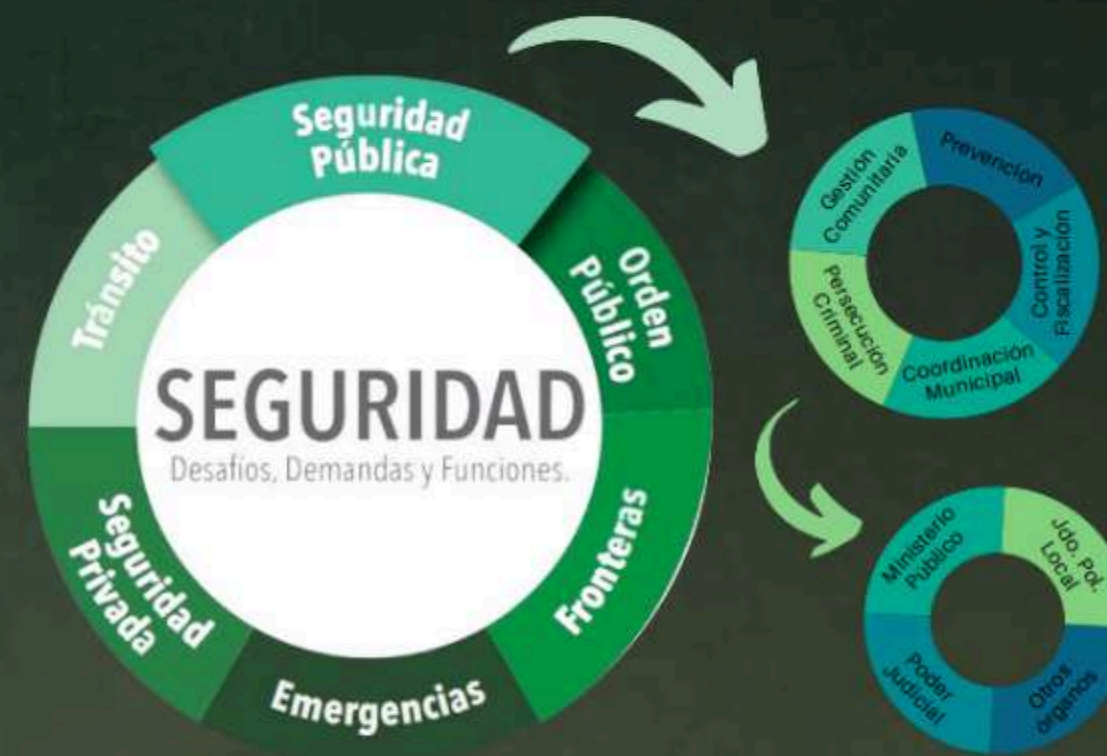 Seguridad
Pública
Orden
Público
Fronteras
Emergencias
Seguridad
Privada
Tránsito
SEGURIDAD
Desafíos, Demandas y Funciones.
Prevención
Control y
Fiscalización
Coordinación
Municipal
Persecución
Criminal
Gestión
Comunitaria
Jdo. Pol.
Local
Otros
órganos
Poder
Judicial
Ministerio
Público